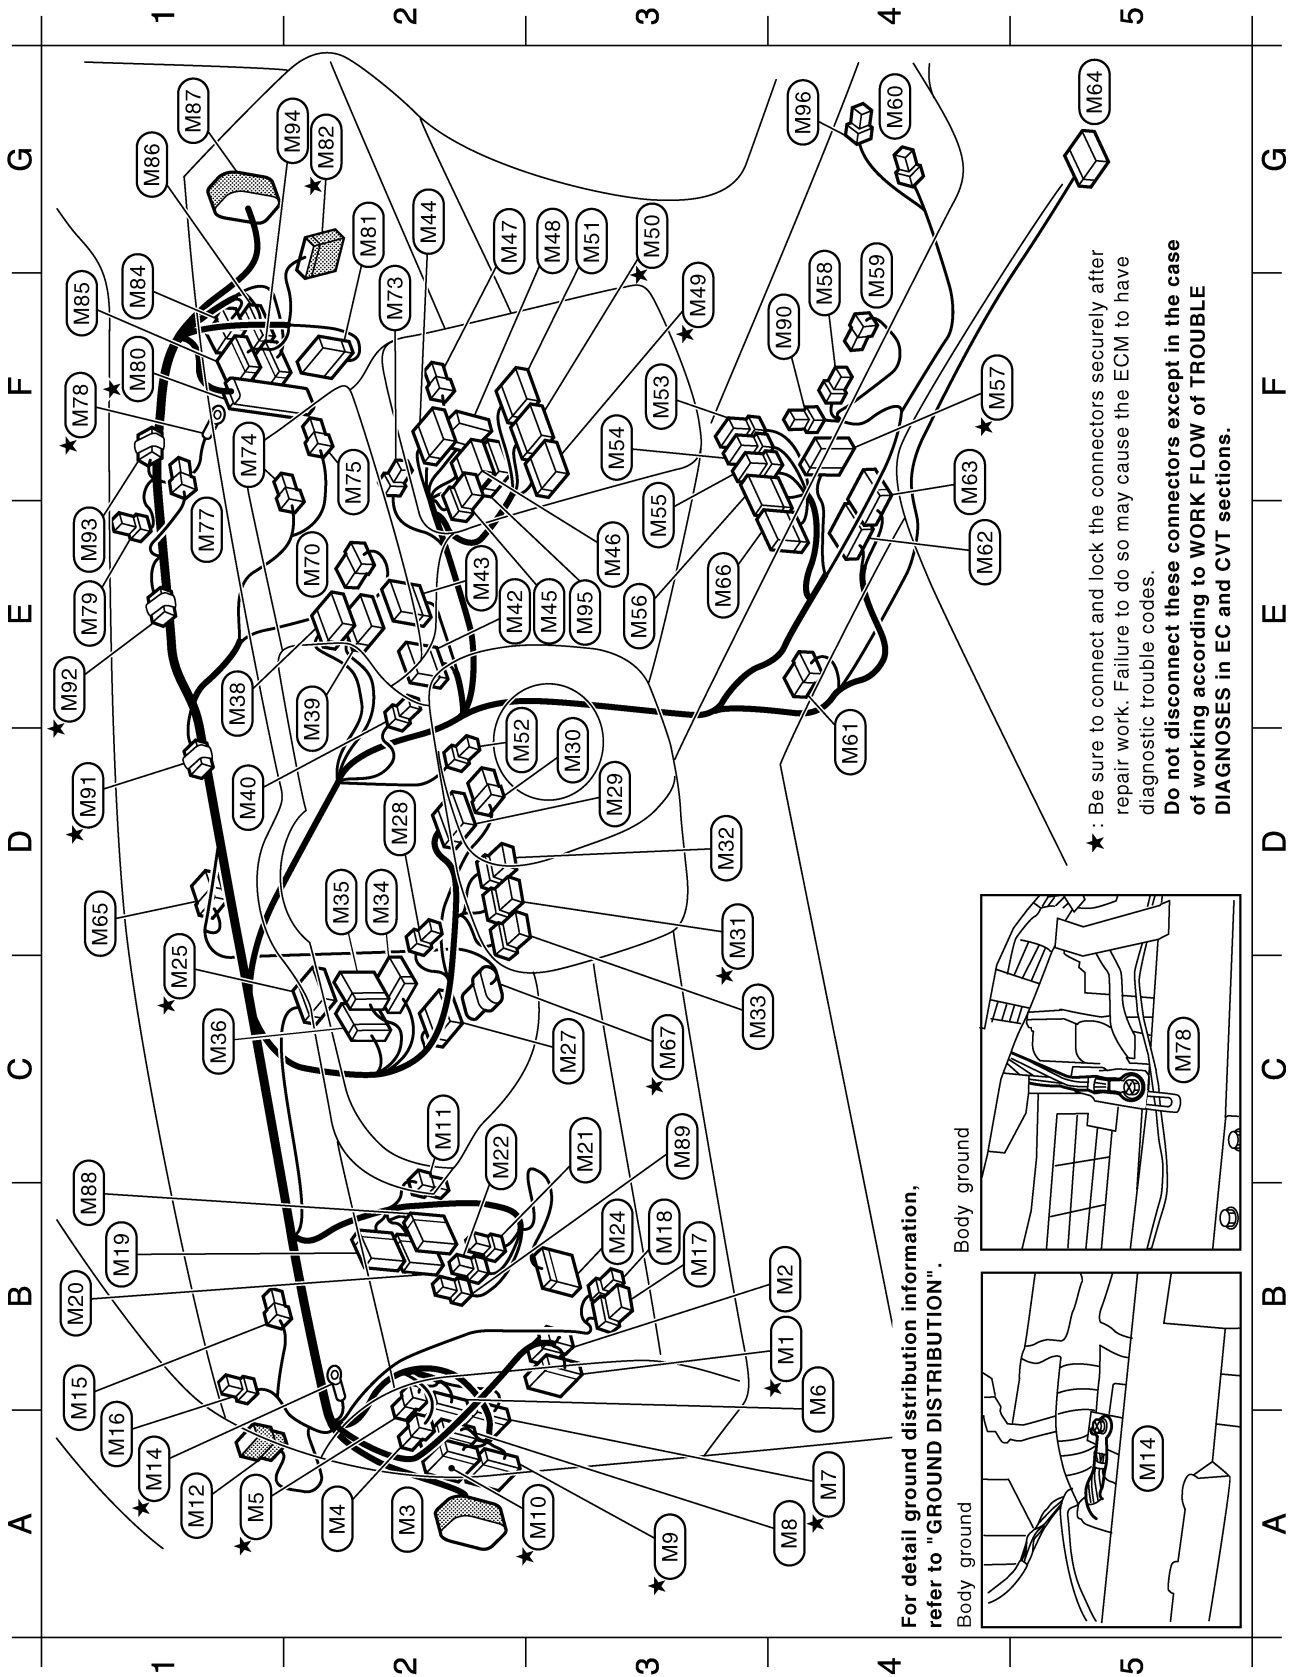 A B C D E F G
1
2
3
4
5
M87
M94
★ M82
M86
M81
M44
M47
M48
M51
★ M50
★ M49
M73
M84
M85
★ M80
★ M78
M74
M75
M93
M77
M79
M70
★ M92
M38
M39
M40
★ M91
M65
M43
M42
M45
M95
M46
M53
M54
M55
M56
M66
M96
M60
M64
M58
M59
M90
★ M57
M63
M62
M61
M52
M30
M29
M28
M32
★ M31
M33
M35
M34
★ M25
M36
M27
★ M67
M11
M22
M21
M89
M88
M19
M20
M24
M18
M17
M2
★ M1
M6
M15
M16
★ M14
M12
★ M5
M4
M3
★ M10
★ M9
M8
★ M7
★ : Be sure to connect and lock the connectors securely after
repair work. Failure to do so may cause the ECM to have
diagnostic trouble codes.
Do not disconnect these connectors except in the case
of working according to WORK FLOW of TROUBLE
DIAGNOSES in EC and CVT sections.
For detail ground distribution information,
refer to "GROUND DISTRIBUTION".
Body ground
M14
Body ground
M78
1
2
3
4
5
A B C D E F G